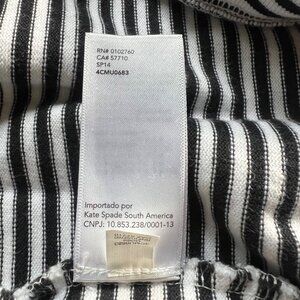 RN# 0102760
CA# 57710
SP14
4CMU0683
Importado por
Kate Spade South America
CNPJ: 10.853.238/0001-13